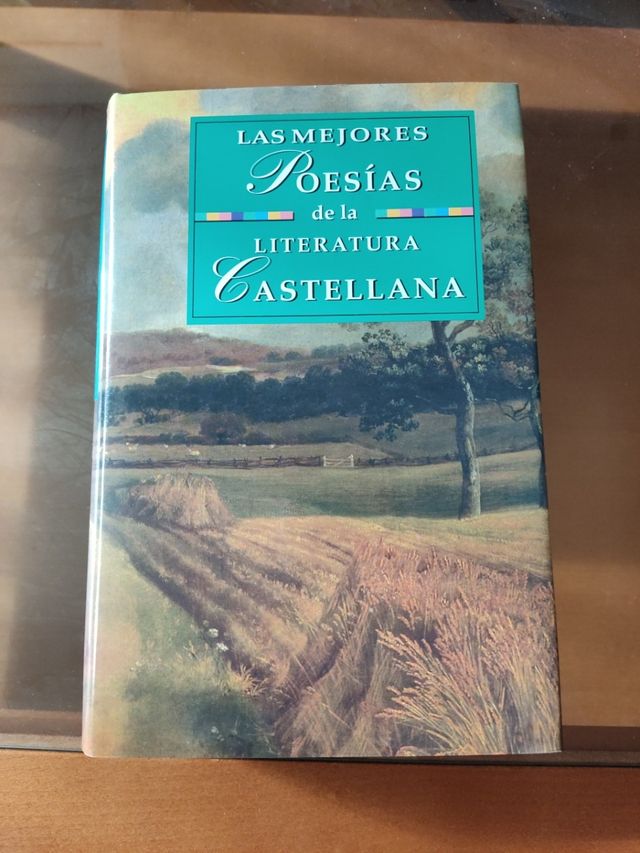 LAS MEJORES
POESÍAS
de la
LITERATURA
CASTELLANA